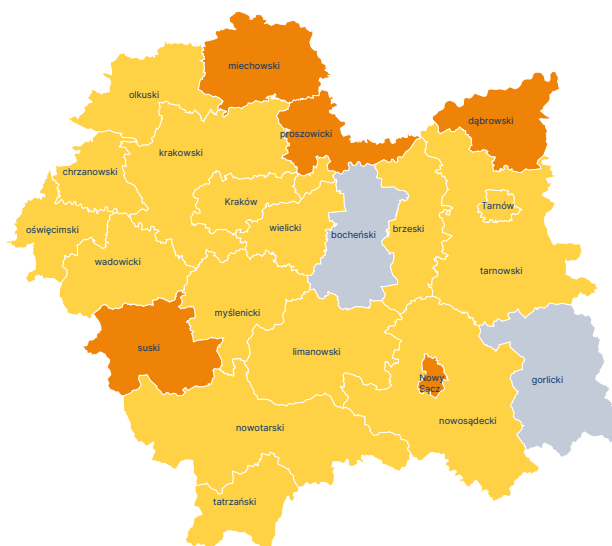 miechowski
olkuski
dąbrowski
proszowicki
krakowski
chrzanowski
Kraków
Tarnów
oświęcimski
wielicki
brzeski
bocheński
wadowicki
tarnowski
myślenicki
suski
limanowski
Nowy
Sącz
gorlicki
nowosądecki
nowotarski
tatrzański